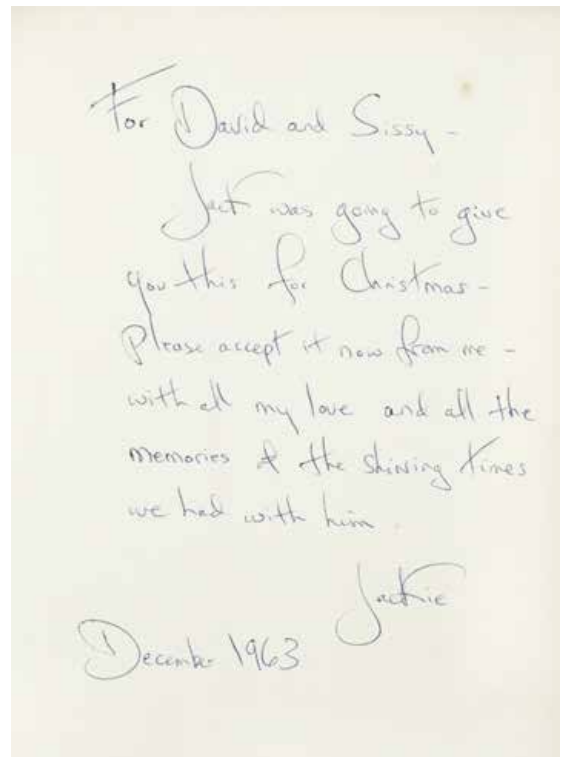 For David and Sissy -
Jack was going to give
you this for Christmas -
Please accept it now from me -
with all my love and all the
memories of the shining times
we had with him.
Jackie
December 1963